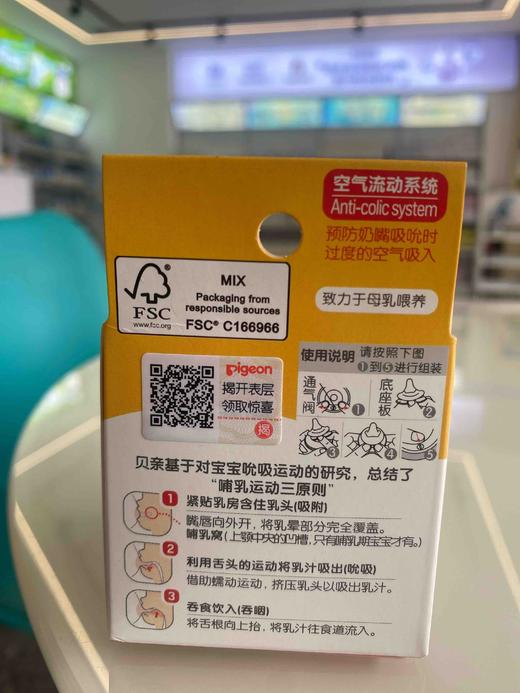 空气流动系统
Anti-colic system
预防奶嘴吸吮时
过度的空气吸入
致力于母乳喂养
FSC
www.fsc.org
MIX
Packaging from
responsible sources
FSC® C166966
Pigeon
揭开表层
领取惊喜
揭
使用说明 请按照下图
①到⑤进行组装
通气阀 ①
底座板 ②
③ ④ ⑤
贝亲基于对宝宝吮吸运动的研究，总结了
“哺乳运动三原则”
1 紧贴乳房含住乳头(吸附)
嘴唇向外开，将乳晕部分完全覆盖。
哺乳窝(上颚中央的凹槽，只有哺乳期宝宝才有。)
2 利用舌头的运动将乳汁吸出(吮吸)
借助蠕动运动，挤压乳头以吸出乳汁。
3 吞食饮入(吞咽)
将舌根向上抬，将乳汁往食道流入。